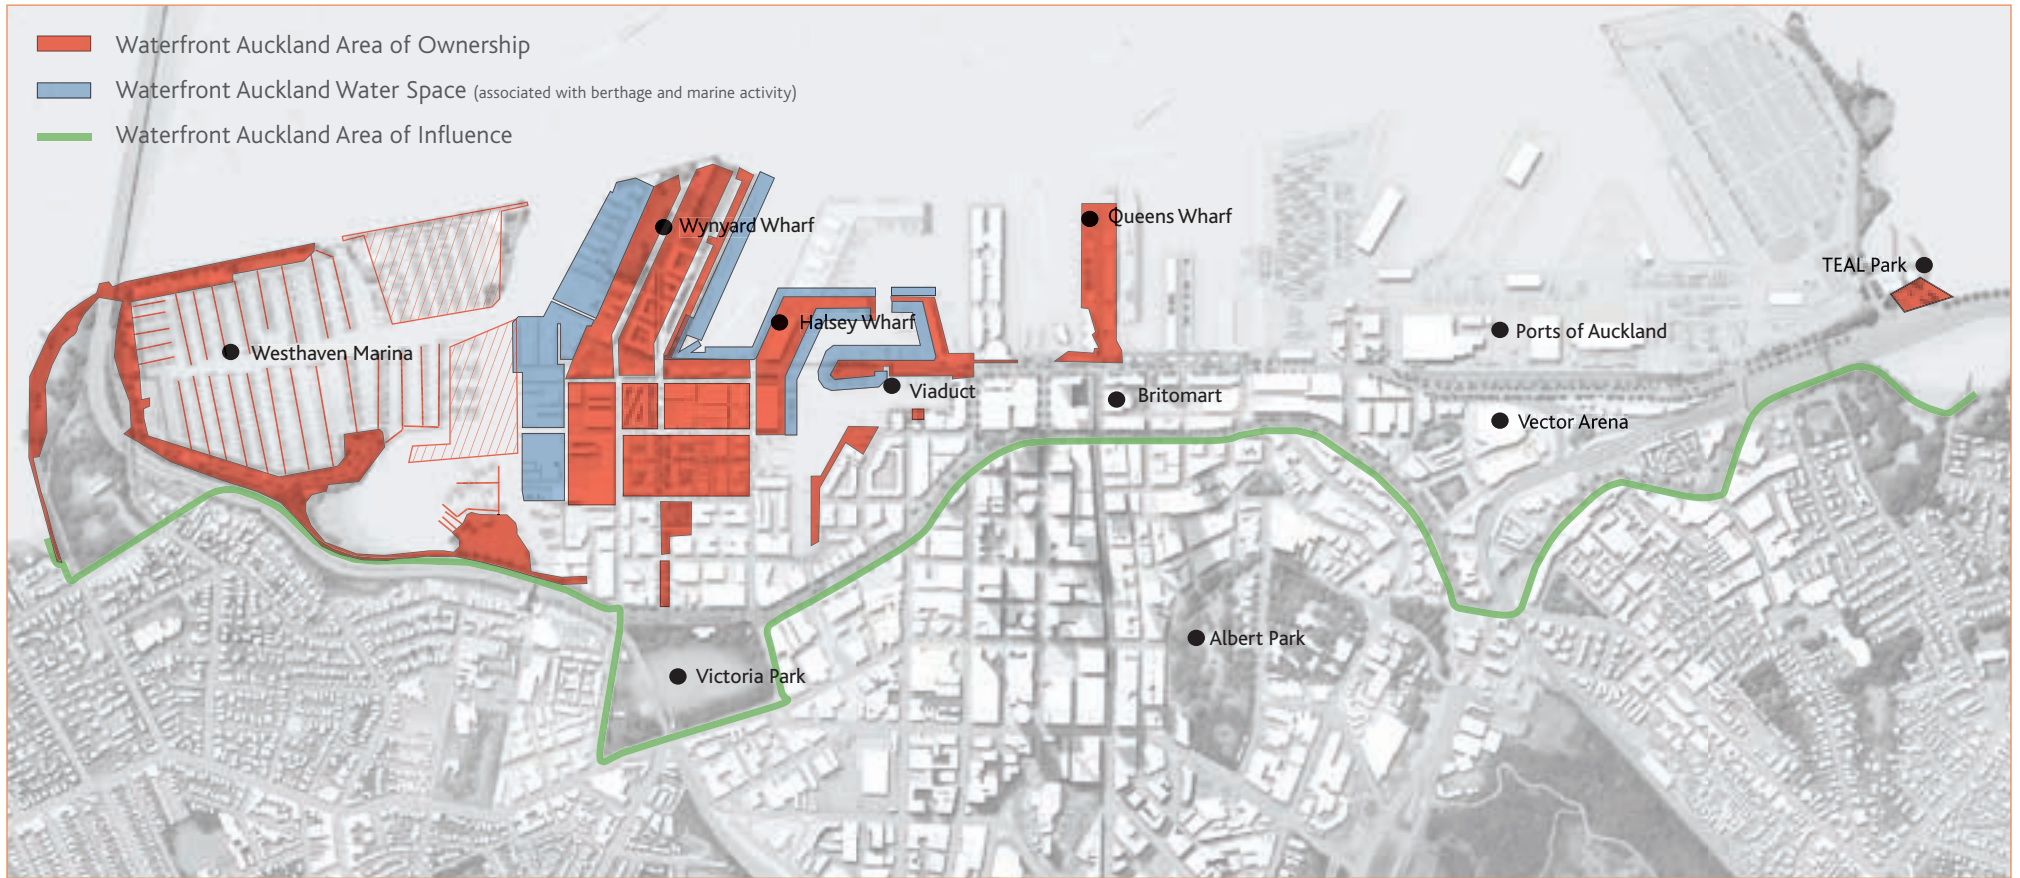 Waterfront Auckland Area of Ownership
Waterfront Auckland Water Space (associated with berthage and marine activity)
Waterfront Auckland Area of Influence
Wynyard Wharf
Queens Wharf
TEAL Park
Halsey Wharf
Ports of Auckland
Westhaven Marina
Viaduct
Britomart
Vector Arena
Albert Park
Victoria Park